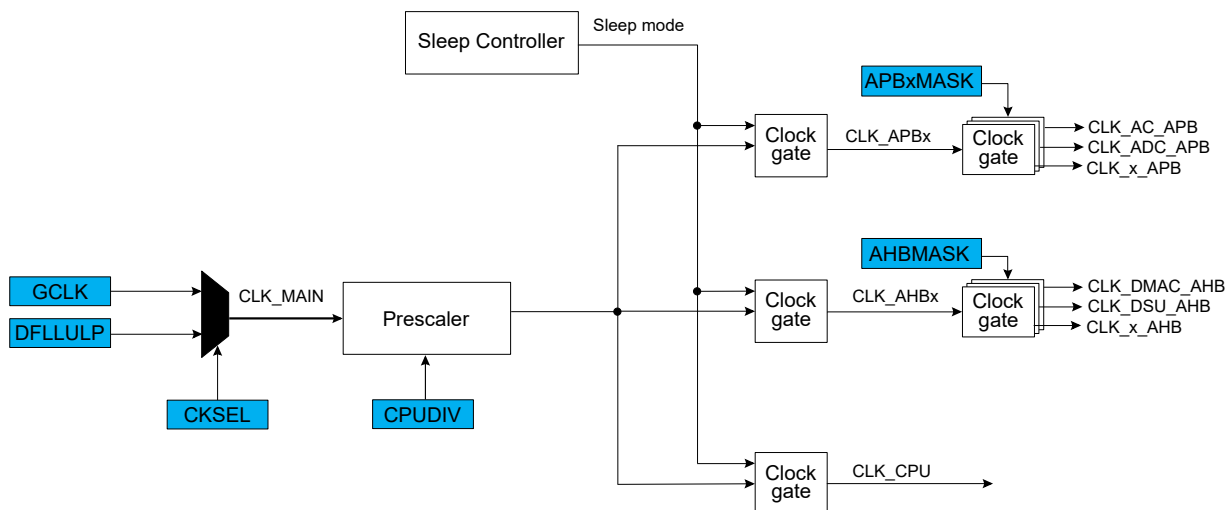 Sleep Controller
Sleep mode
APBxMASK
Clock
gate
CLK_APBx
Clock
gate
CLK_AC_APB
CLK_ADC_APB
CLK_x_APB
GCLK
DFLLULP
CLK_MAIN
Prescaler
CKSEL
CPUDIV
AHBMASK
Clock
gate
CLK_AHBx
Clock
gate
CLK_DMAC_AHB
CLK_DSU_AHB
CLK_x_AHB
Clock
gate
CLK_CPU